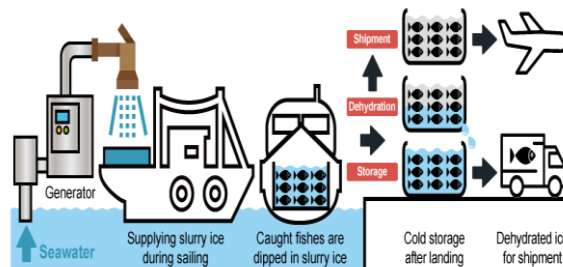 Shipment
Dehydration
Storage
Generator
Seawater
Supplying slurry ice
during sailing
Caught fishes are
dipped in slurry ice
Cold storage
after landing
Dehydrated ice
for shipment